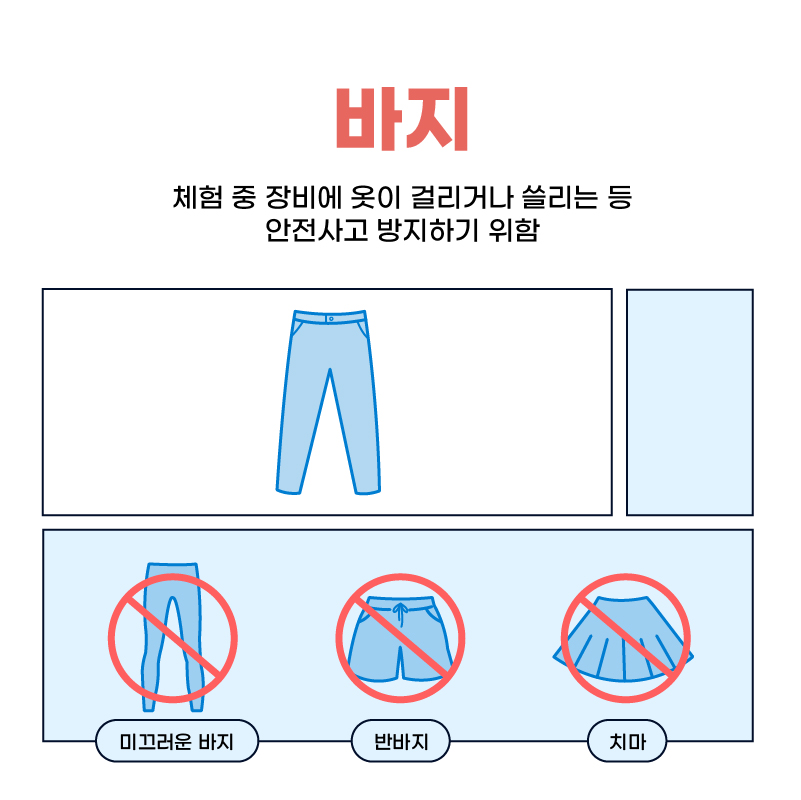 바지
체험 중 장비에 옷이 걸리거나 쓸리는 등
안전사고 방지하기 위함
미끄러운 바지
반바지
치마